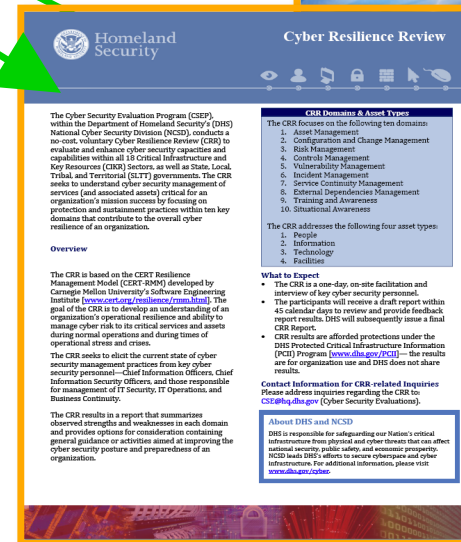 Homeland
Security
Cyber Resilience Review
The Cyber Security Evaluation Program (CSEP),
within the Department of Homeland Security's (DHS)
National Cyber Security Division (NCSD), conducts a
no-cost, voluntary Cyber Resilience Review (CRR) to
evaluate and enhance cyber security capacities and
capabilities within all 18 Critical Infrastructure and
Key Resources (CIKR) Sectors, as well as State, Local,
Tribal, and Territorial (SLTT) governments. The CRR
seeks to understand cyber security management of
services (and associated assets) critical for an
organization's mission success by focusing on
protection and sustainment practices within ten key
domains that contribute to the overall cyber
resilience of an organization.
Overview
The CRR is based on the CERT Resilience
Management Model (CERT-RMM) developed by
Carnegie Mellon University's Software Engineering
Institute [www.cert.org/resilience/rmm.html]. The
goal of the CRR is to develop an understanding of an
organization's operational resilience and ability to
manage cyber risk to its critical services and assets
during normal operations and during times of
operational stress and crises.
The CRR seeks to elicit the current state of cyber
security management practices from key cyber
security personnel—Chief Information Officers, Chief
Information Security Officers, and those responsible
for management of IT Security, IT Operations, and
Business Continuity.
The CRR results in a report that summarizes
observed strengths and weaknesses in each domain
and provides options for consideration containing
general guidance or activities aimed at improving the
cyber security posture and preparedness of an
organization.
CRR Domains & Asset Types
The CRR focuses on the following ten domains:
1. Asset Management
2. Configuration and Change Management
3. Risk Management
4. Controls Management
5. Vulnerability Management
6. Incident Management
7. Service Continuity Management
8. External Dependencies Management
9. Training and Awareness
10. Situational Awareness
The CRR addresses the following four asset types:
1. People
2. Information
3. Technology
4. Facilities
What to Expect
• The CRR is a one-day, on-site facilitation and
interview of key cyber security personnel.
• The participants will receive a draft report within
45 calendar days to review and provide feedback
report results. DHS will subsequently issue a final
CRR Report.
• CRR results are afforded protections under the
DHS Protected Critical Infrastructure Information
(PCII) Program [www.dhs.gov/PCII]— the results
are for organization use and DHS does not share
results.
Contact Information for CRR-related Inquiries
Please address inquiries regarding the CRR to:
CSE@hq.dhs.gov (Cyber Security Evaluations).
About DHS and NCSD
DHS is responsible for safeguarding our Nation's critical
infrastructure from physical and cyber threats that can affect
national security, public safety, and economic prosperity.
NCSD leads DHS's efforts to secure cyberspace and cyber
infrastructure. For additional information, please visit
www.dhs.gov/cyber.